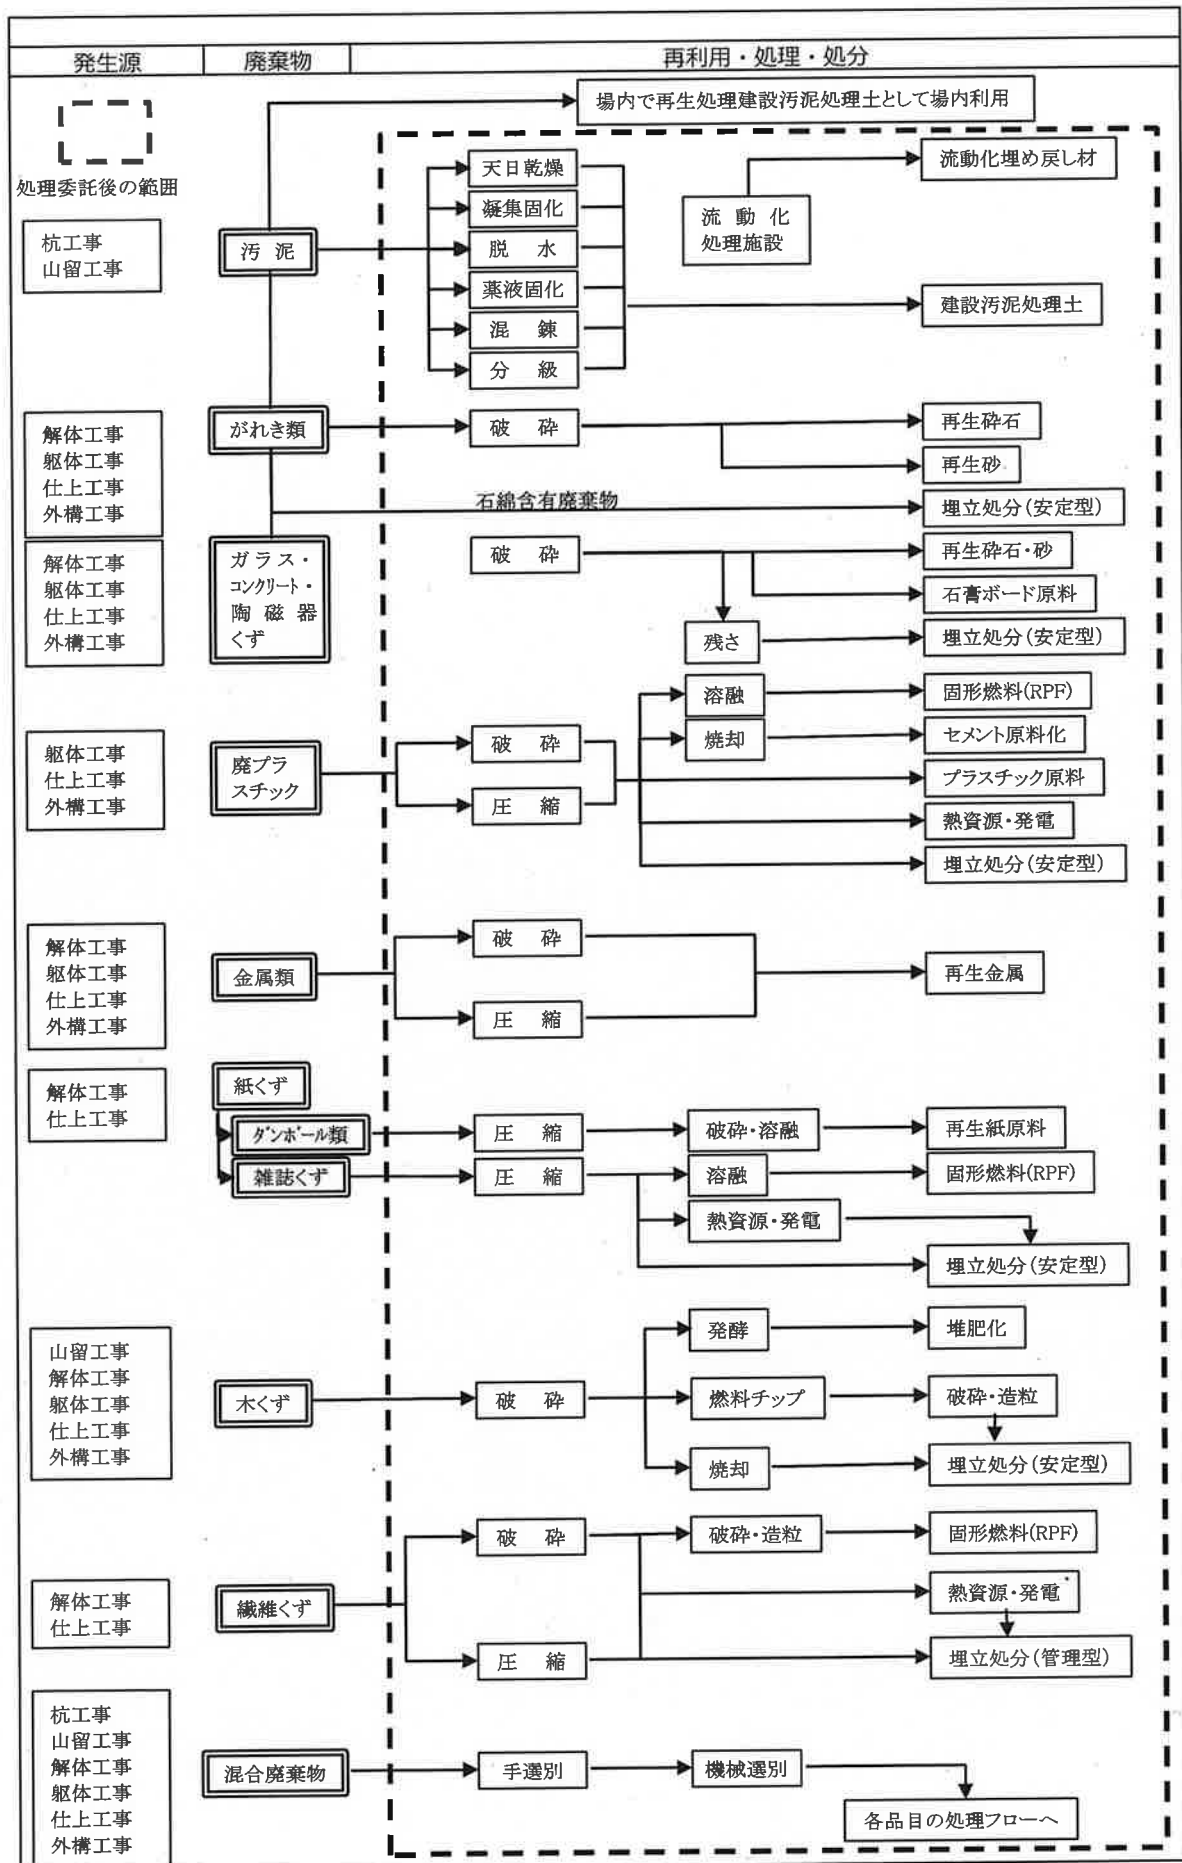 発生源
廃棄物
再利用・処理・処分
処理委託後の範囲
場内で再生処理建設汚泥処理土として場内利用
杭工事
山留工事
汚泥
天日乾燥
凝集固化
脱水
薬液固化
混錬
分級
流動化
処理施設
流動化埋め戻し材
建設汚泥処理土
解体工事
躯体工事
仕上工事
外構工事
がれき類
破砕
再生砕石
再生砂
石綿含有廃棄物
埋立処分(安定型)
解体工事
躯体工事
仕上工事
外構工事
ガラス・
コンクリート・
陶磁器
くず
破砕
再生砕石・砂
石膏ボード原料
残さ
埋立処分(安定型)
躯体工事
仕上工事
外構工事
廃プラ
スチック
破砕
圧縮
溶融
固形燃料(RPF)
焼却
セメント原料化
プラスチック原料
熱資源・発電
埋立処分(安定型)
解体工事
躯体工事
仕上工事
外構工事
金属類
破砕
圧縮
再生金属
解体工事
仕上工事
紙くず
ダンボール類
圧縮
破砕・溶融
再生紙原料
雑誌くず
圧縮
溶融
固形燃料(RPF)
熱資源・発電
埋立処分(安定型)
山留工事
解体工事
躯体工事
仕上工事
外構工事
木くず
破砕
発酵
堆肥化
燃料チップ
破砕・造粒
焼却
埋立処分(安定型)
解体工事
仕上工事
繊維くず
破砕
破砕・造粒
固形燃料(RPF)
熱資源・発電
圧縮
埋立処分(管理型)
杭工事
山留工事
解体工事
躯体工事
仕上工事
外構工事
混合廃棄物
手選別
機械選別
各品目の処理フローへ